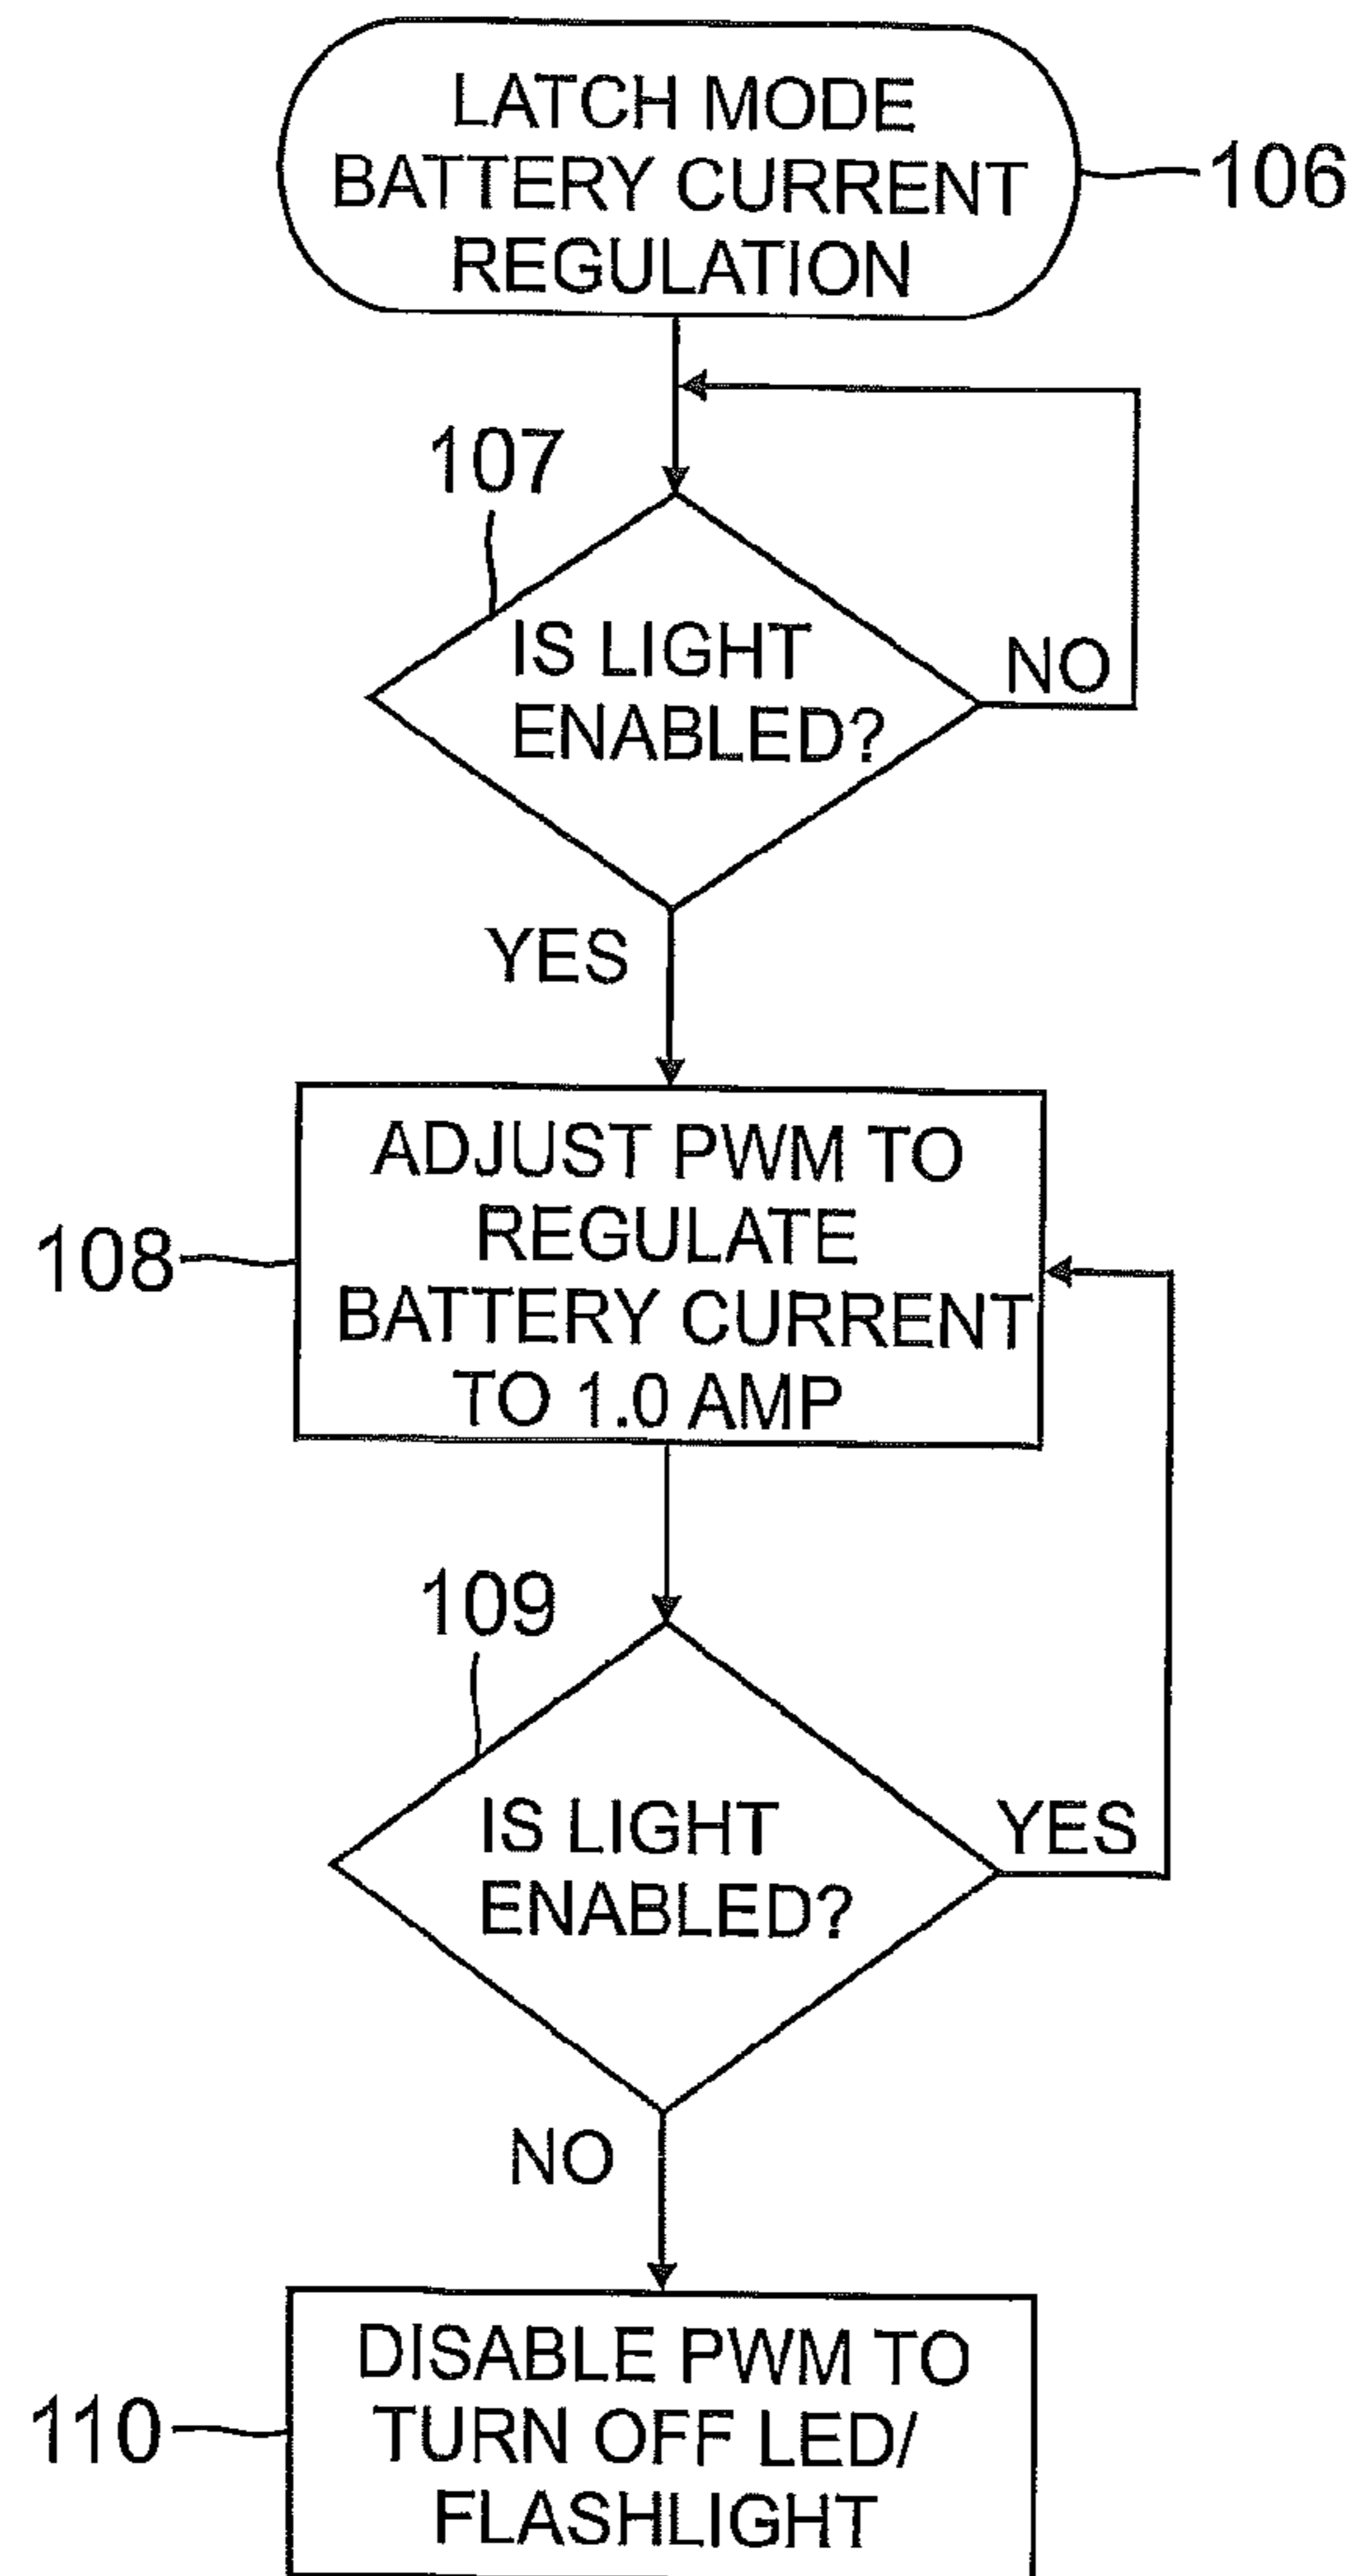 LATCH MODE
BATTERY CURRENT
REGULATION
106
107
IS LIGHT
ENABLED?
NO
YES
ADJUST PWM TO
REGULATE
BATTERY CURRENT
TO 1.0 AMP
108
109
IS LIGHT
ENABLED?
YES
NO
DISABLE PWM TO
TURN OFF LED/
FLASHLIGHT
110